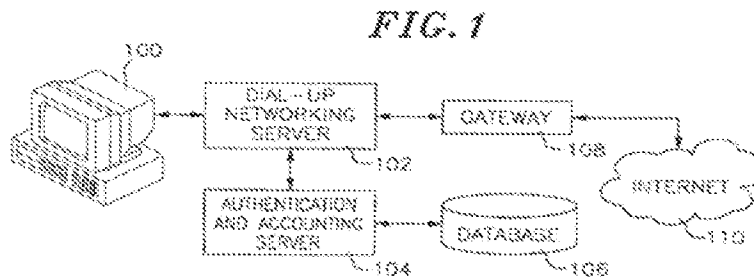 FIG. 1
100
DIAL-UP
NETWORKING
SERVER
102
GATEWAY
108
INTERNET
110
AUTHENTICATION
AND ACCOUNTING
SERVER
104
DATABASE
106